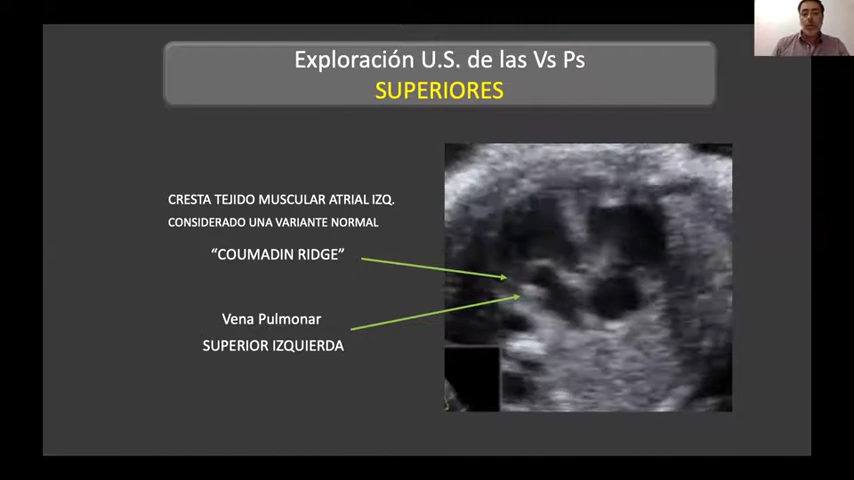 Exploración U.S. de las Vs Ps
SUPERIORES
CRESTA TEJIDO MUSCULAR ATRIAL IZQ.
CONSIDERADO UNA VARIANTE NORMAL
“COUMADIN RIDGE”
Vena Pulmonar
SUPERIOR IZQUIERDA